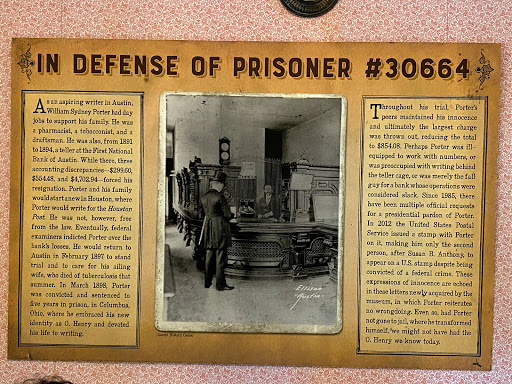 IN DEFENSE OF PRISONER #30664
As an aspiring writer in Austin,
William Sydney Porter had day
jobs to support his family. He was
a pharmacist, a tobacconist, and a
draftsman. He was also, from 1891
to 1894, a teller at the First National
Bank of Austin. While there, three
accounting discrepancies—$299.60,
$554.48, and $4,702.94—forced his
resignation. Porter and his family
would start anew in Houston, where
Porter would write for the Houston
Post. He was not, however, free
from the law. Eventually, federal
examiners indicted Porter over the
bank's losses. He would return to
Austin in February 1897 to stand
trial and to care for his ailing
wife, who died of tuberculosis that
summer. In March 1898, Porter
was convicted and sentenced to
five years in prison, in Columbus,
Ohio, where he embraced his new
identity as O. Henry and devoted
his life to writing.
Ellison
Austin
Throughout his trial, Porter's
peers maintained his innocence
and ultimately the largest charge
was thrown out, reducing the total
to $854.08. Perhaps Porter was ill-
equipped to work with numbers, or
was preoccupied with writing behind
the teller cage, or was merely the fall
guy for a bank whose operations were
considered slack. Since 1985, there
have been multiple official requests
for a presidential pardon of Porter.
In 2012 the United States Postal
Service issued a stamp with Porter
on it, making him only the second
person, after Susan B. Anthony, to
appear on a U.S. stamp despite being
convicted of a federal crime. These
expressions of innocence are echoed
in these letters newly acquired by the
museum, in which Porter reiterates
no wrongdoing. Even so, had Porter
not gone to jail, where he transformed
himself, we might not have had the
O. Henry we know today.